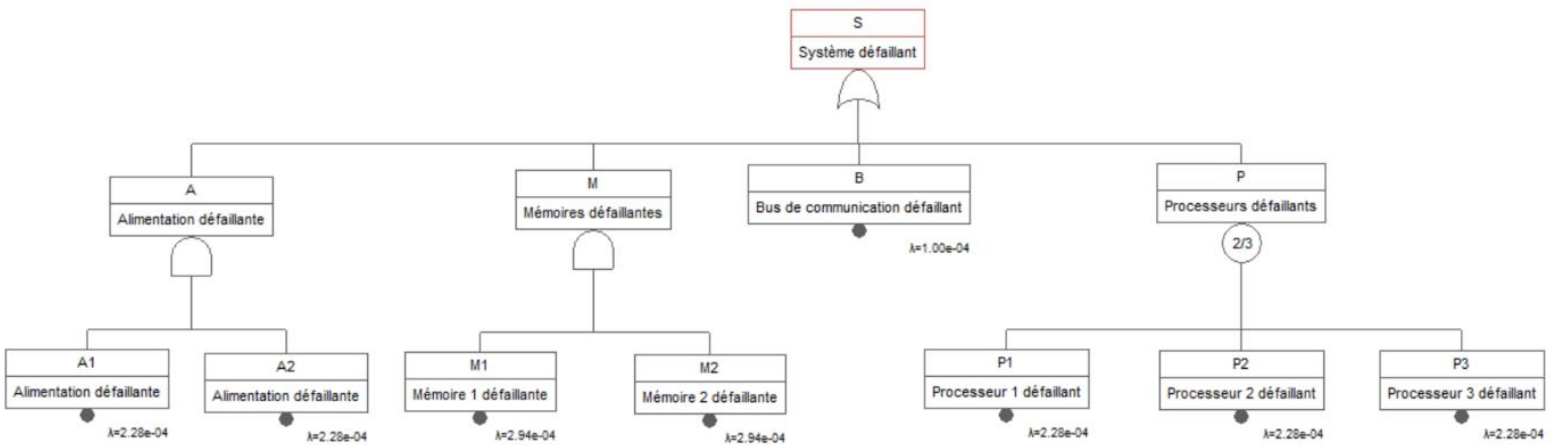 S
Système défaillant
A
Alimentation défaillante
M
Mémoires défaillantes
B
Bus de communication défaillant
λ=1.00e-04
P
Processeurs défaillants
2/3
A1
Alimentation défaillante
λ=2.28e-04
A2
Alimentation défaillante
λ=2.28e-04
M1
Mémoire 1 défaillante
λ=2.94e-04
M2
Mémoire 2 défaillante
λ=2.94e-04
P1
Processeur 1 défaillant
λ=2.28e-04
P2
Processeur 2 défaillant
λ=2.28e-04
P3
Processeur 3 défaillant
λ=2.28e-04